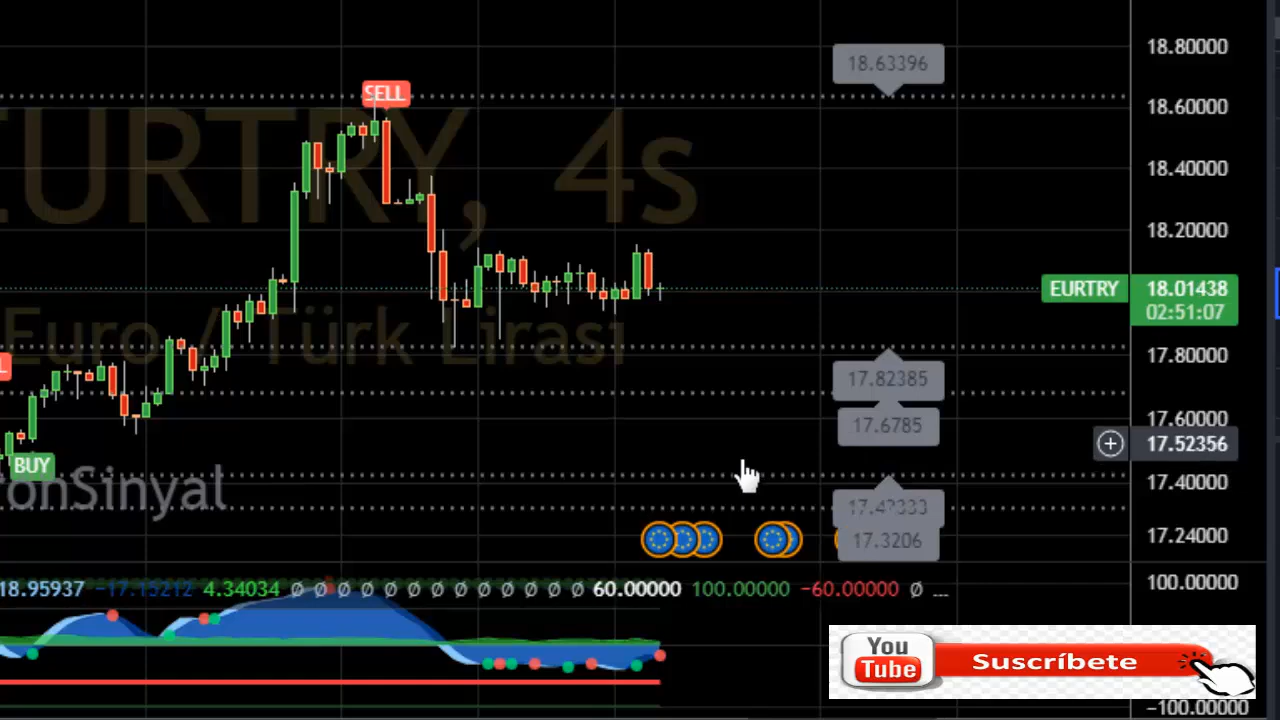 18.80000
18.63396
SELL
18.60000
EURTRY, 4s
18.40000
18.20000
EURTRY 18.01438
02:51:07
Euro / Türk Lirası
17.80000
17.82385
17.6785
17.60000
17.52356
BUY
onSinyal
17.40000
17.3206
17.24000
18.95937 −17.15212 4.34034 Ø Ø Ø Ø Ø Ø Ø Ø Ø Ø Ø Ø Ø 60.00000 100.00000 −60.00000 Ø ...
100.00000
You
Tube
Suscríbete
−100.00000